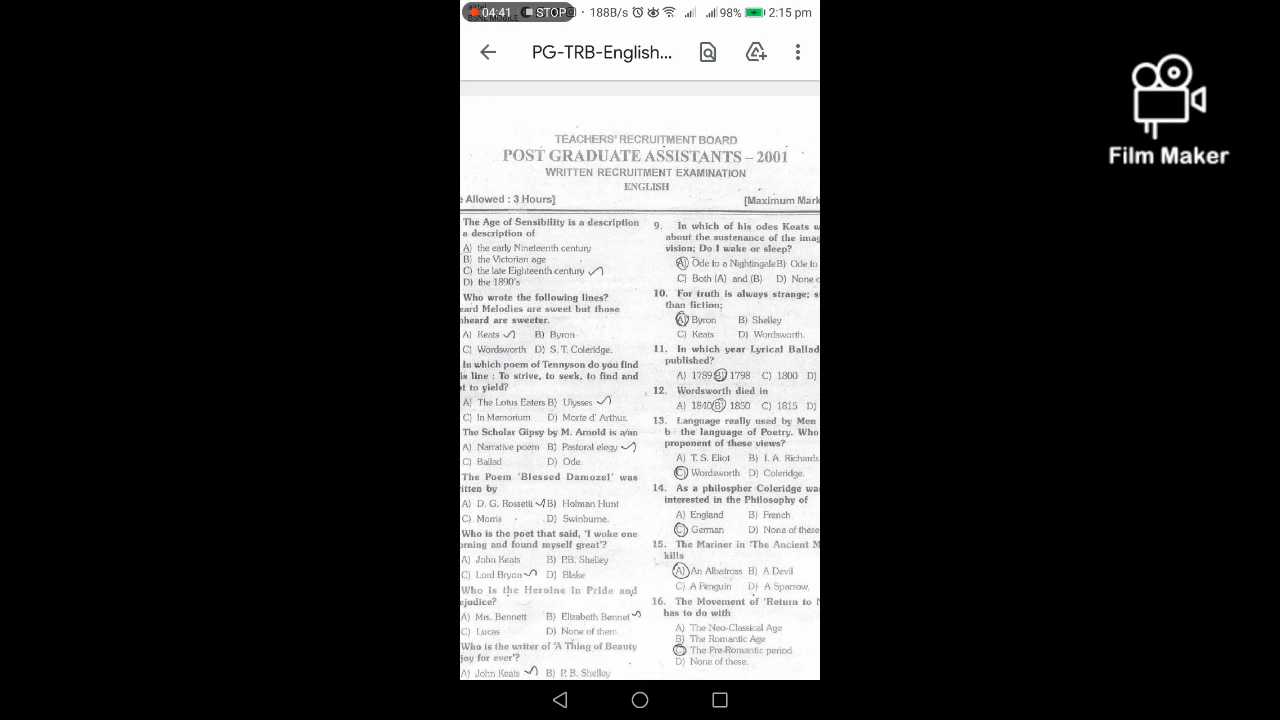 04:41 STOP 188B/s 98% 2:15 pm
PG-TRB-English...
Film Maker
TEACHERS' RECRUITMENT BOARD
POST GRADUATE ASSISTANTS – 2001
WRITTEN RECRUITMENT EXAMINATION
ENGLISH
e Allowed : 3 Hours]
[Maximum Mark
The Age of Sensibility is a description
a description of
A) the early Nineteenth century
B) the Victorian age
C) the late Eighteenth century
D) the 1890's
Who wrote the following lines?
eard Melodies are sweet but those
nheard are sweeter.
A) Keats B) Byron
C) Wordsworth D) S. T. Coleridge.
In which poem of Tennyson do you find
is line : To strive, to seek, to find and
ot to yield?
A) The Lotus Eaters B) Ulysses
C) In Memorium D) Morte d' Arthur.
The Scholar Gipsy by M. Arnold is a/an
A) Narrative poem B) Pastoral elegy
C) Ballad D) Ode.
The Poem 'Blessed Damozel' was
itten by
A) D. G. Rossetti B) Holman Hunt
C) Morris D) Swinburne.
Who is the poet that said, 'I woke one
orning and found myself great'?
A) John Keats B) P.B. Shelley
C) Lord Bryon D) Blake
Who is the Heroine in Pride and
ejudice?
A) Mrs. Bennett B) Elizabeth Bennet
C) Lucas D) None of them.
Who is the writer of 'A Thing of Beauty
joy for ever'?
A) John Keats B) P. B. Shelley
9. In which of his odes Keats w
about the sustenance of the imag
vision; Do I wake or sleep?
A) Ode to a Nightingale B) Ode to
C) Both (A) and (B) D) None o
10. For truth is always strange; s
than fiction;
A) Byron B) Shelley
C) Keats D) Wordsworth.
11. In which year Lyrical Ballad
published?
A) 1789 B) 1798 C) 1800 D)
12. Wordsworth died in
A) 1840 B) 1850 C) 1815 D)
13. Language really used by Men
b the language of Poetry. Who
proponent of these views?
A) T. S. Eliot B) I. A. Richards
C) Wordsworth D) Coleridge.
14. As a philospher Coleridge wa
interested in the Philosophy of
A) England B) French
C) German D) None of these
15. The Mariner in 'The Ancient M
kills
A) An Albatross B) A Devil
C) A Penguin D) A Sparrow.
16. The Movement of 'Return to N
has to do with
A) The Neo-Classical Age
B) The Romantic Age
C) The Pre-Romantic period
D) None of these.